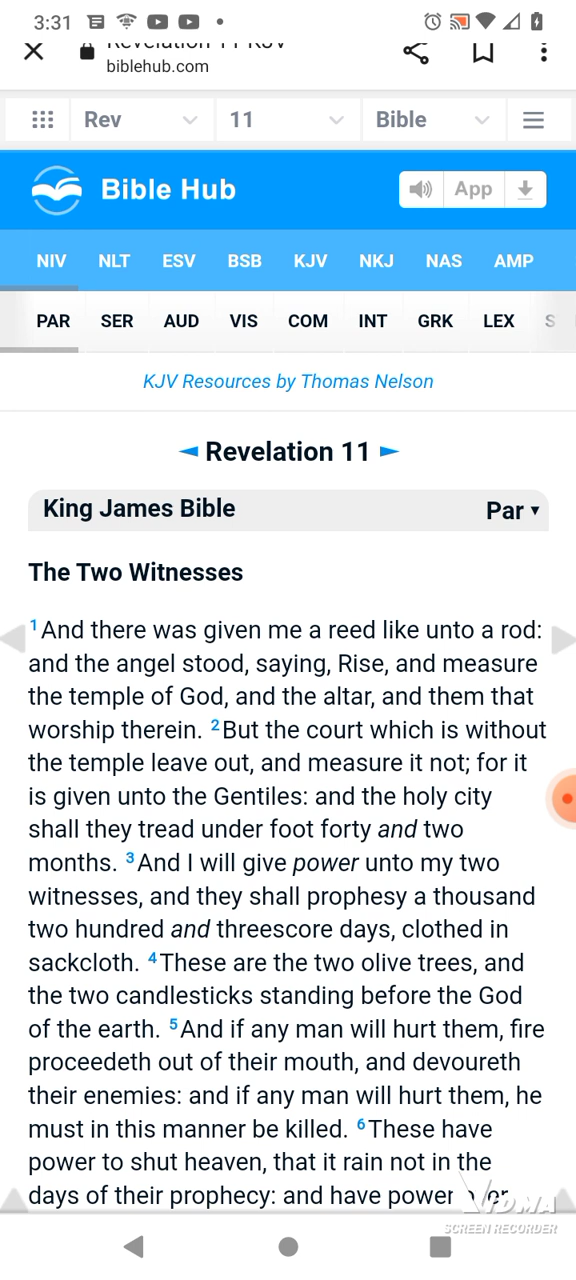 3:31
Revelation 11 KJV
biblehub.com
Rev 11 Bible
Bible Hub App
NIV NLT ESV BSB KJV NKJ NAS AMP
PAR SER AUD VIS COM INT GRK LEX S
KJV Resources by Thomas Nelson
◄ Revelation 11 ►
King James Bible Par ▾
The Two Witnesses
1 And there was given me a reed like unto a rod:
and the angel stood, saying, Rise, and measure
the temple of God, and the altar, and them that
worship therein. 2 But the court which is without
the temple leave out, and measure it not; for it
is given unto the Gentiles: and the holy city
shall they tread under foot forty and two
months. 3 And I will give power unto my two
witnesses, and they shall prophesy a thousand
two hundred and threescore days, clothed in
sackcloth. 4 These are the two olive trees, and
the two candlesticks standing before the God
of the earth. 5 And if any man will hurt them, fire
proceedeth out of their mouth, and devoureth
their enemies: and if any man will hurt them, he
must in this manner be killed. 6 These have
power to shut heaven, that it rain not in the
days of their prophecy: and have power over
SCREEN RECORDER